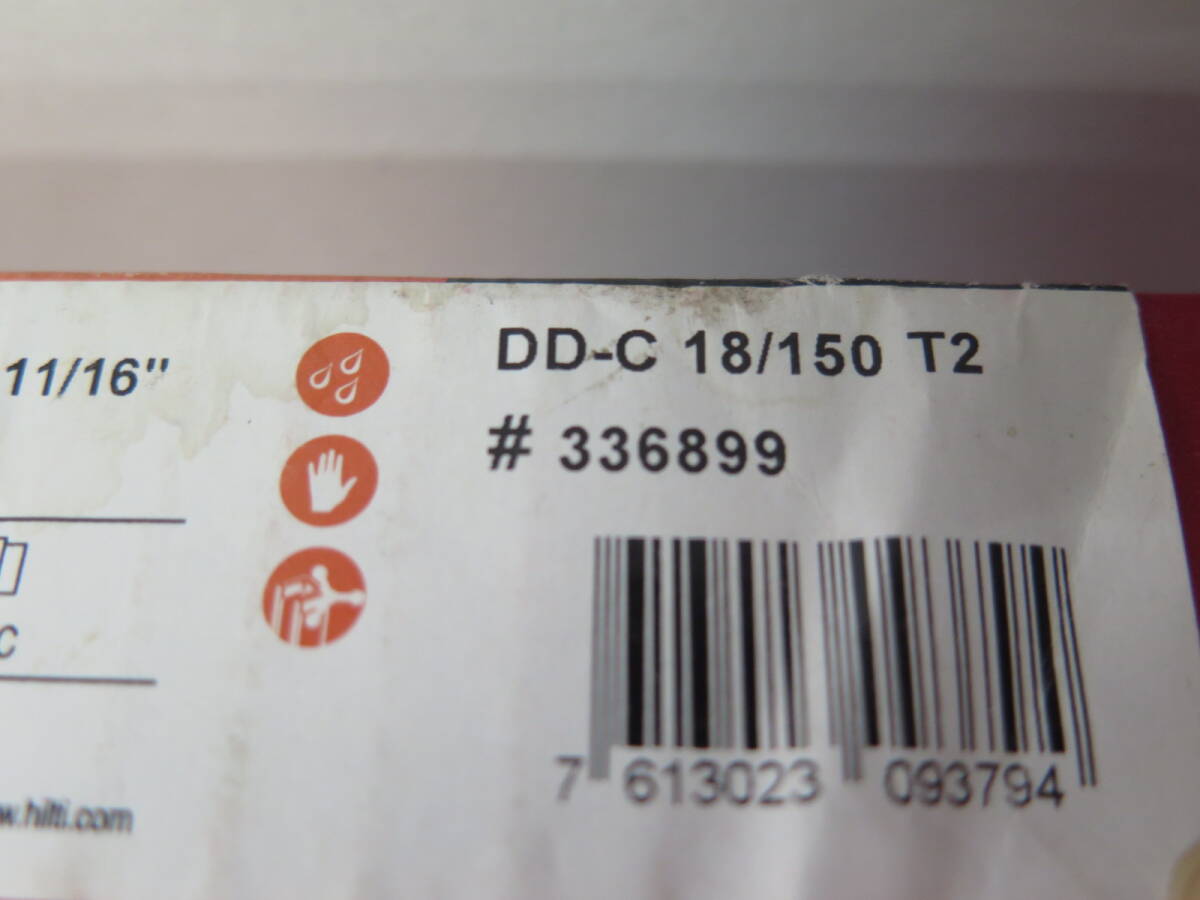 11/16"
DD-C 18/150 T2
# 336899
C
7 613023 093794
w.hilti.com